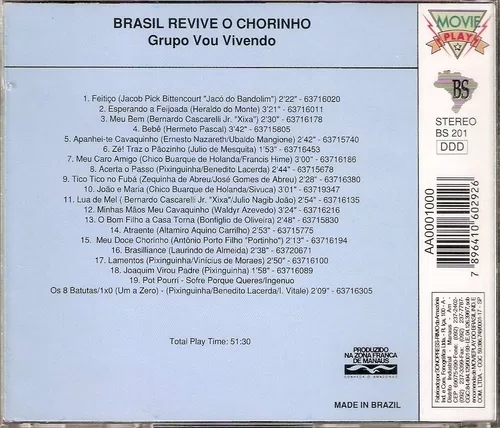 BRASIL REVIVE O CHORINHO
Grupo Vou Vivendo
1. Feitiço (Jacob Pick Bittencourt "Jacó do Bandolim") 2'22" - 63716020
2. Esperando a Feijoada (Heraldo do Monte) 3'21" - 6376011
3. Meu Bem (Bernardo Cascarelli Jr. "Xixa") 2'30" - 63716178
4. Bebê (Hermeto Pascal) 3'42" - 63715805
5. Apanhei-te Cavaquinho (Ernesto Nazareth/Ubaldo Mangione) 2'42" - 63715740
6. Zé! Traz o Pãozinho (Julio de Mesquita) 1'53" - 63716453
7. Meu Caro Amigo (Chico Buarque de Holanda/Francis Hime) 3'00" - 63716186
8. Acerta o Passo (Pixinguinha/Benedito Lacerda) 2'44" - 63715678
9. Tico Tico no Fubá (Zequinha de Abreu/José Gomes de Abreu) 2'28" - 63716380
10. João e Maria (Chico Buarque de Holanda/Sivuca) 3'01" - 63719347
11. Lua de Mel ( Bernardo Cascarelli Jr. "Xixa"/Julio Nagib João) 2'54" - 63716135
12. Minhas Mãos Meu Cavaquinho (Waldyr Azevedo) 3'24" - 63716216
13. O Bom Filho a Casa Torna (Bonfiglio de Oliveira) 2'48" - 63715830
14. Atraente (Altamiro Aquino Carrilho) 2'53" - 63715775
15. Meu Doce Chorinho (Antônio Porto Filho "Portinho") 2'13" - 63716194
16. Brasilliance (Laurindo de Almeida) 2'38" - 63720671
17. Lamentos (Pixinguinha/Vinícius de Moraes) 2'50" - 63716100
18. Joaquim Virou Padre (Pixinguinha) 1'58" - 63716089
19. Pot Pourri - Sofre Porque Queres/Ingenuo
Os 8 Batutas/1x0 (Um a Zero) - (Pixinguinha/Benedito Lacerda/I. Vitale) 2'09" - 63716305
Total Play Time: 51:30
PRODUZIDO
NA ZONA FRANCA
DE MANAUS
CONHEÇA O AMAZONAS
MADE IN BRAZIL
MOVIE
PLAY
BS
STEREO
BS 201
DDD
AA0001000
7 896410 602926